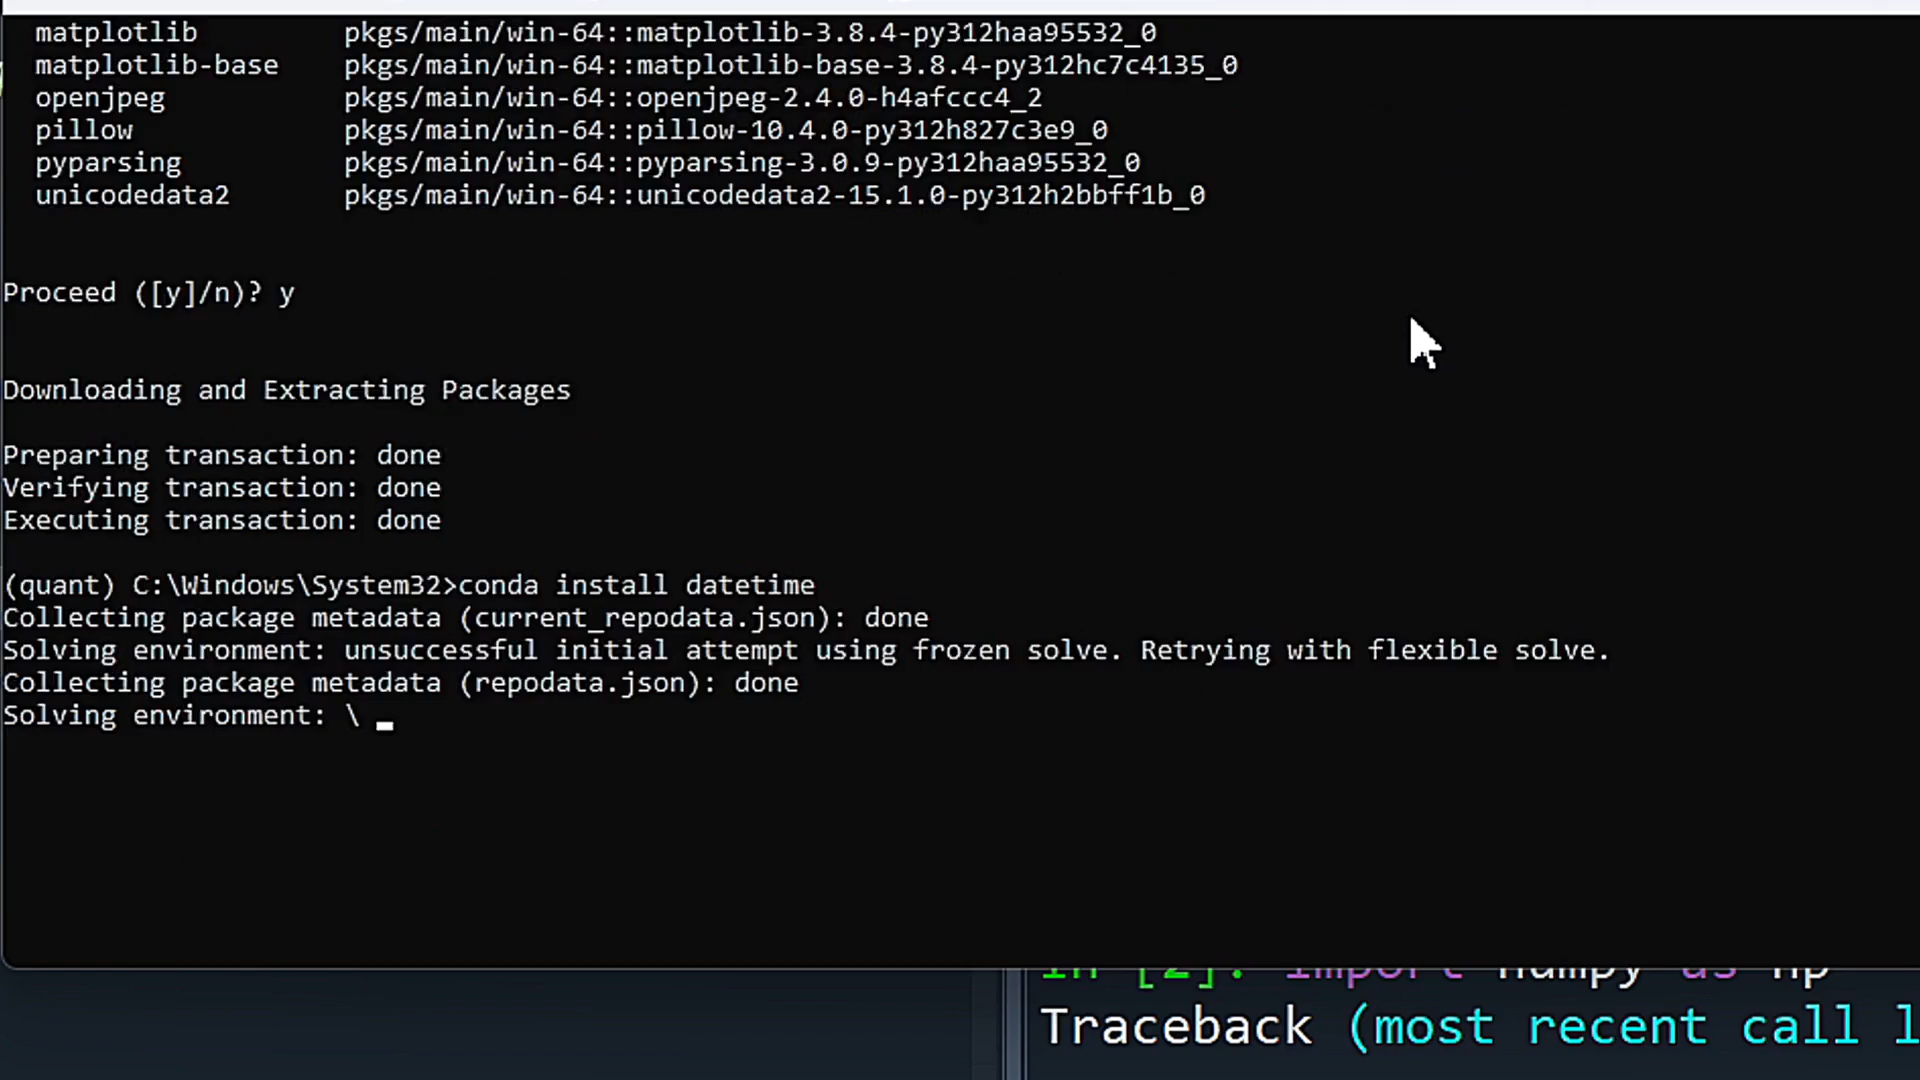 matplotlib pkgs/main/win-64::matplotlib-3.8.4-py312haa95532_0
matplotlib-base pkgs/main/win-64::matplotlib-base-3.8.4-py312hc7c4135_0
openjpeg pkgs/main/win-64::openjpeg-2.4.0-h4afccc4_2
pillow pkgs/main/win-64::pillow-10.4.0-py312h827c3e9_0
pyparsing pkgs/main/win-64::pyparsing-3.0.9-py312haa95532_0
unicodedata2 pkgs/main/win-64::unicodedata2-15.1.0-py312h2bbff1b_0
Proceed ([y]/n)? y
Downloading and Extracting Packages
Preparing transaction: done
Verifying transaction: done
Executing transaction: done
(quant) C:\Windows\System32>conda install datetime
Collecting package metadata (current_repodata.json): done
Solving environment: unsuccessful initial attempt using frozen solve. Retrying with flexible solve.
Collecting package metadata (repodata.json): done
Solving environment: \ _
In [2]: import numpy as np
Traceback (most recent call l